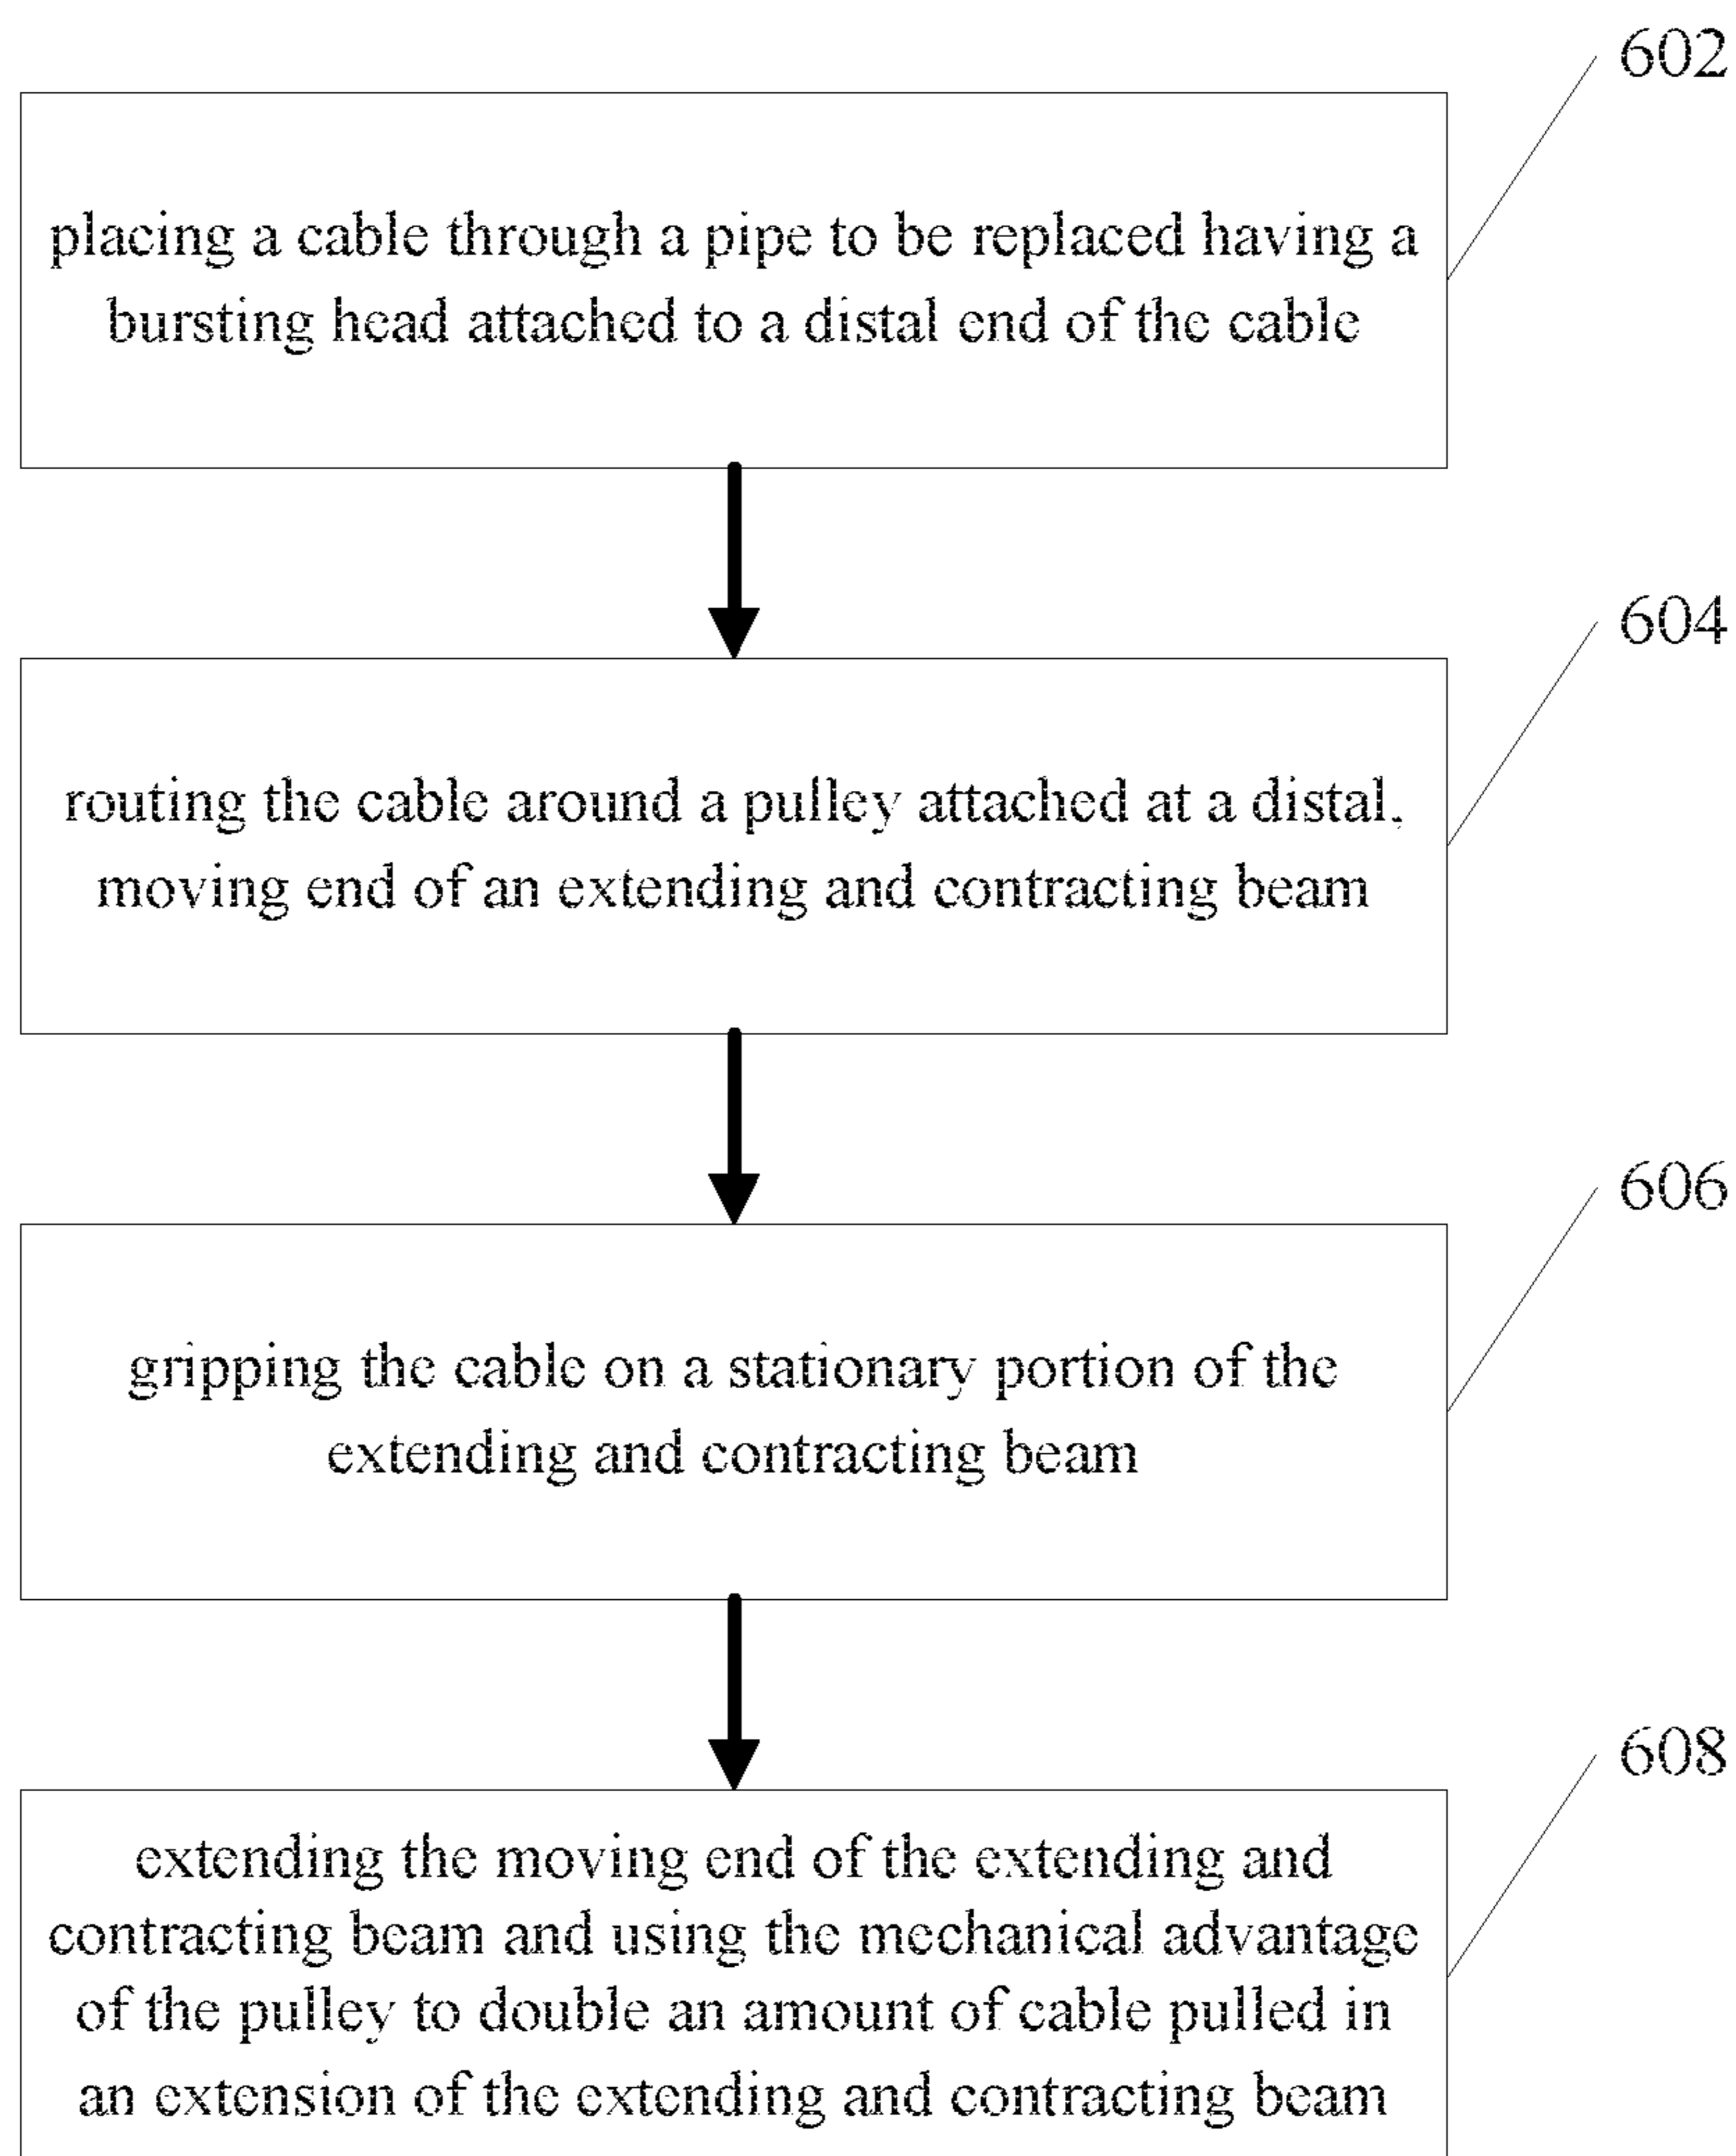 602
placing a cable through a pipe to be replaced having a
bursting head attached to a distal end of the cable
604
routing the cable around a pulley attached at a distal,
moving end of an extending and contracting beam
606
gripping the cable on a stationary portion of the
extending and contracting beam
608
extending the moving end of the extending and
contracting beam and using the mechanical advantage
of the pulley to double an amount of cable pulled in
an extension of the extending and contracting beam